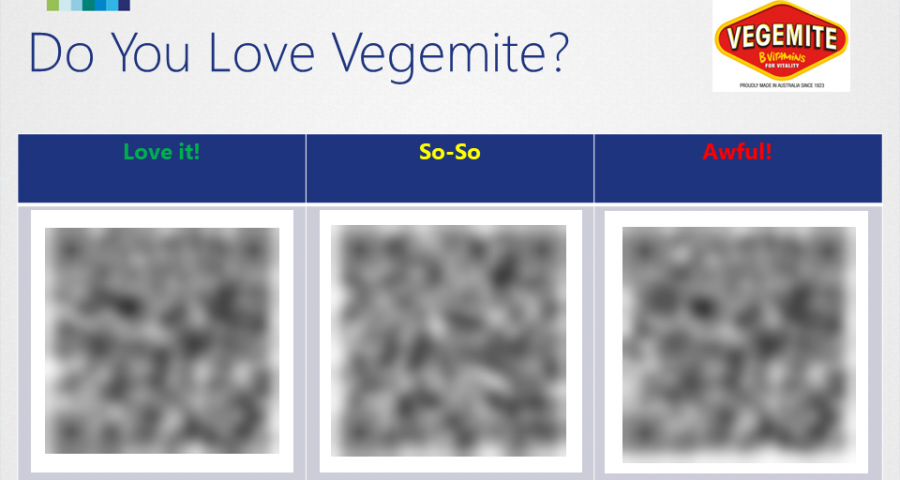 Do You Love Vegemite?
VEGEMITE
B VITAMINS
FOR VITALITY
PROUDLY MADE IN AUSTRALIA SINCE 1923
Love it!
So-So
Awful!